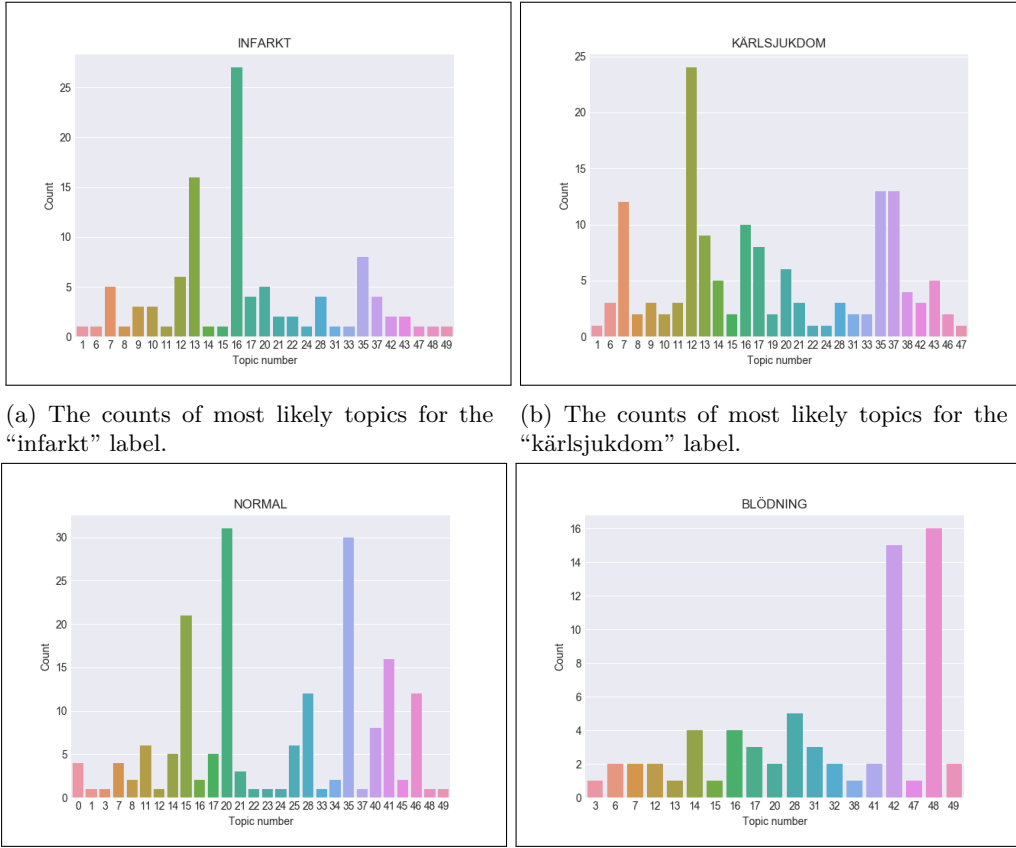 INFARKT
Count
25
20
15
10
5
0
1 6 7 8 9 10 11 12 13 14 15 16 17 20 21 22 24 28 31 33 35 37 42 43 47 48 49
Topic number
KÄRLSJUKDOM
Count
25
20
15
10
5
0
1 6 7 8 9 10 11 12 13 14 15 16 17 19 20 21 22 24 28 32 33 35 37 38 42 43 46 47
Topic number
(a) The counts of most likely topics for the
“infarkt” label.
(b) The counts of most likely topics for the
“kärlsjukdom” label.
NORMAL
Count
30
25
20
15
10
5
0
0 1 3 7 8 11 12 14 15 16 17 20 21 22 23 24 25 28 33 34 35 37 40 41 45 46 48 49
Topic number
BLÖDNING
Count
16
14
12
10
8
6
4
2
0
3 6 7 12 13 14 15 16 17 20 28 31 32 38 41 42 47 48 49
Topic number